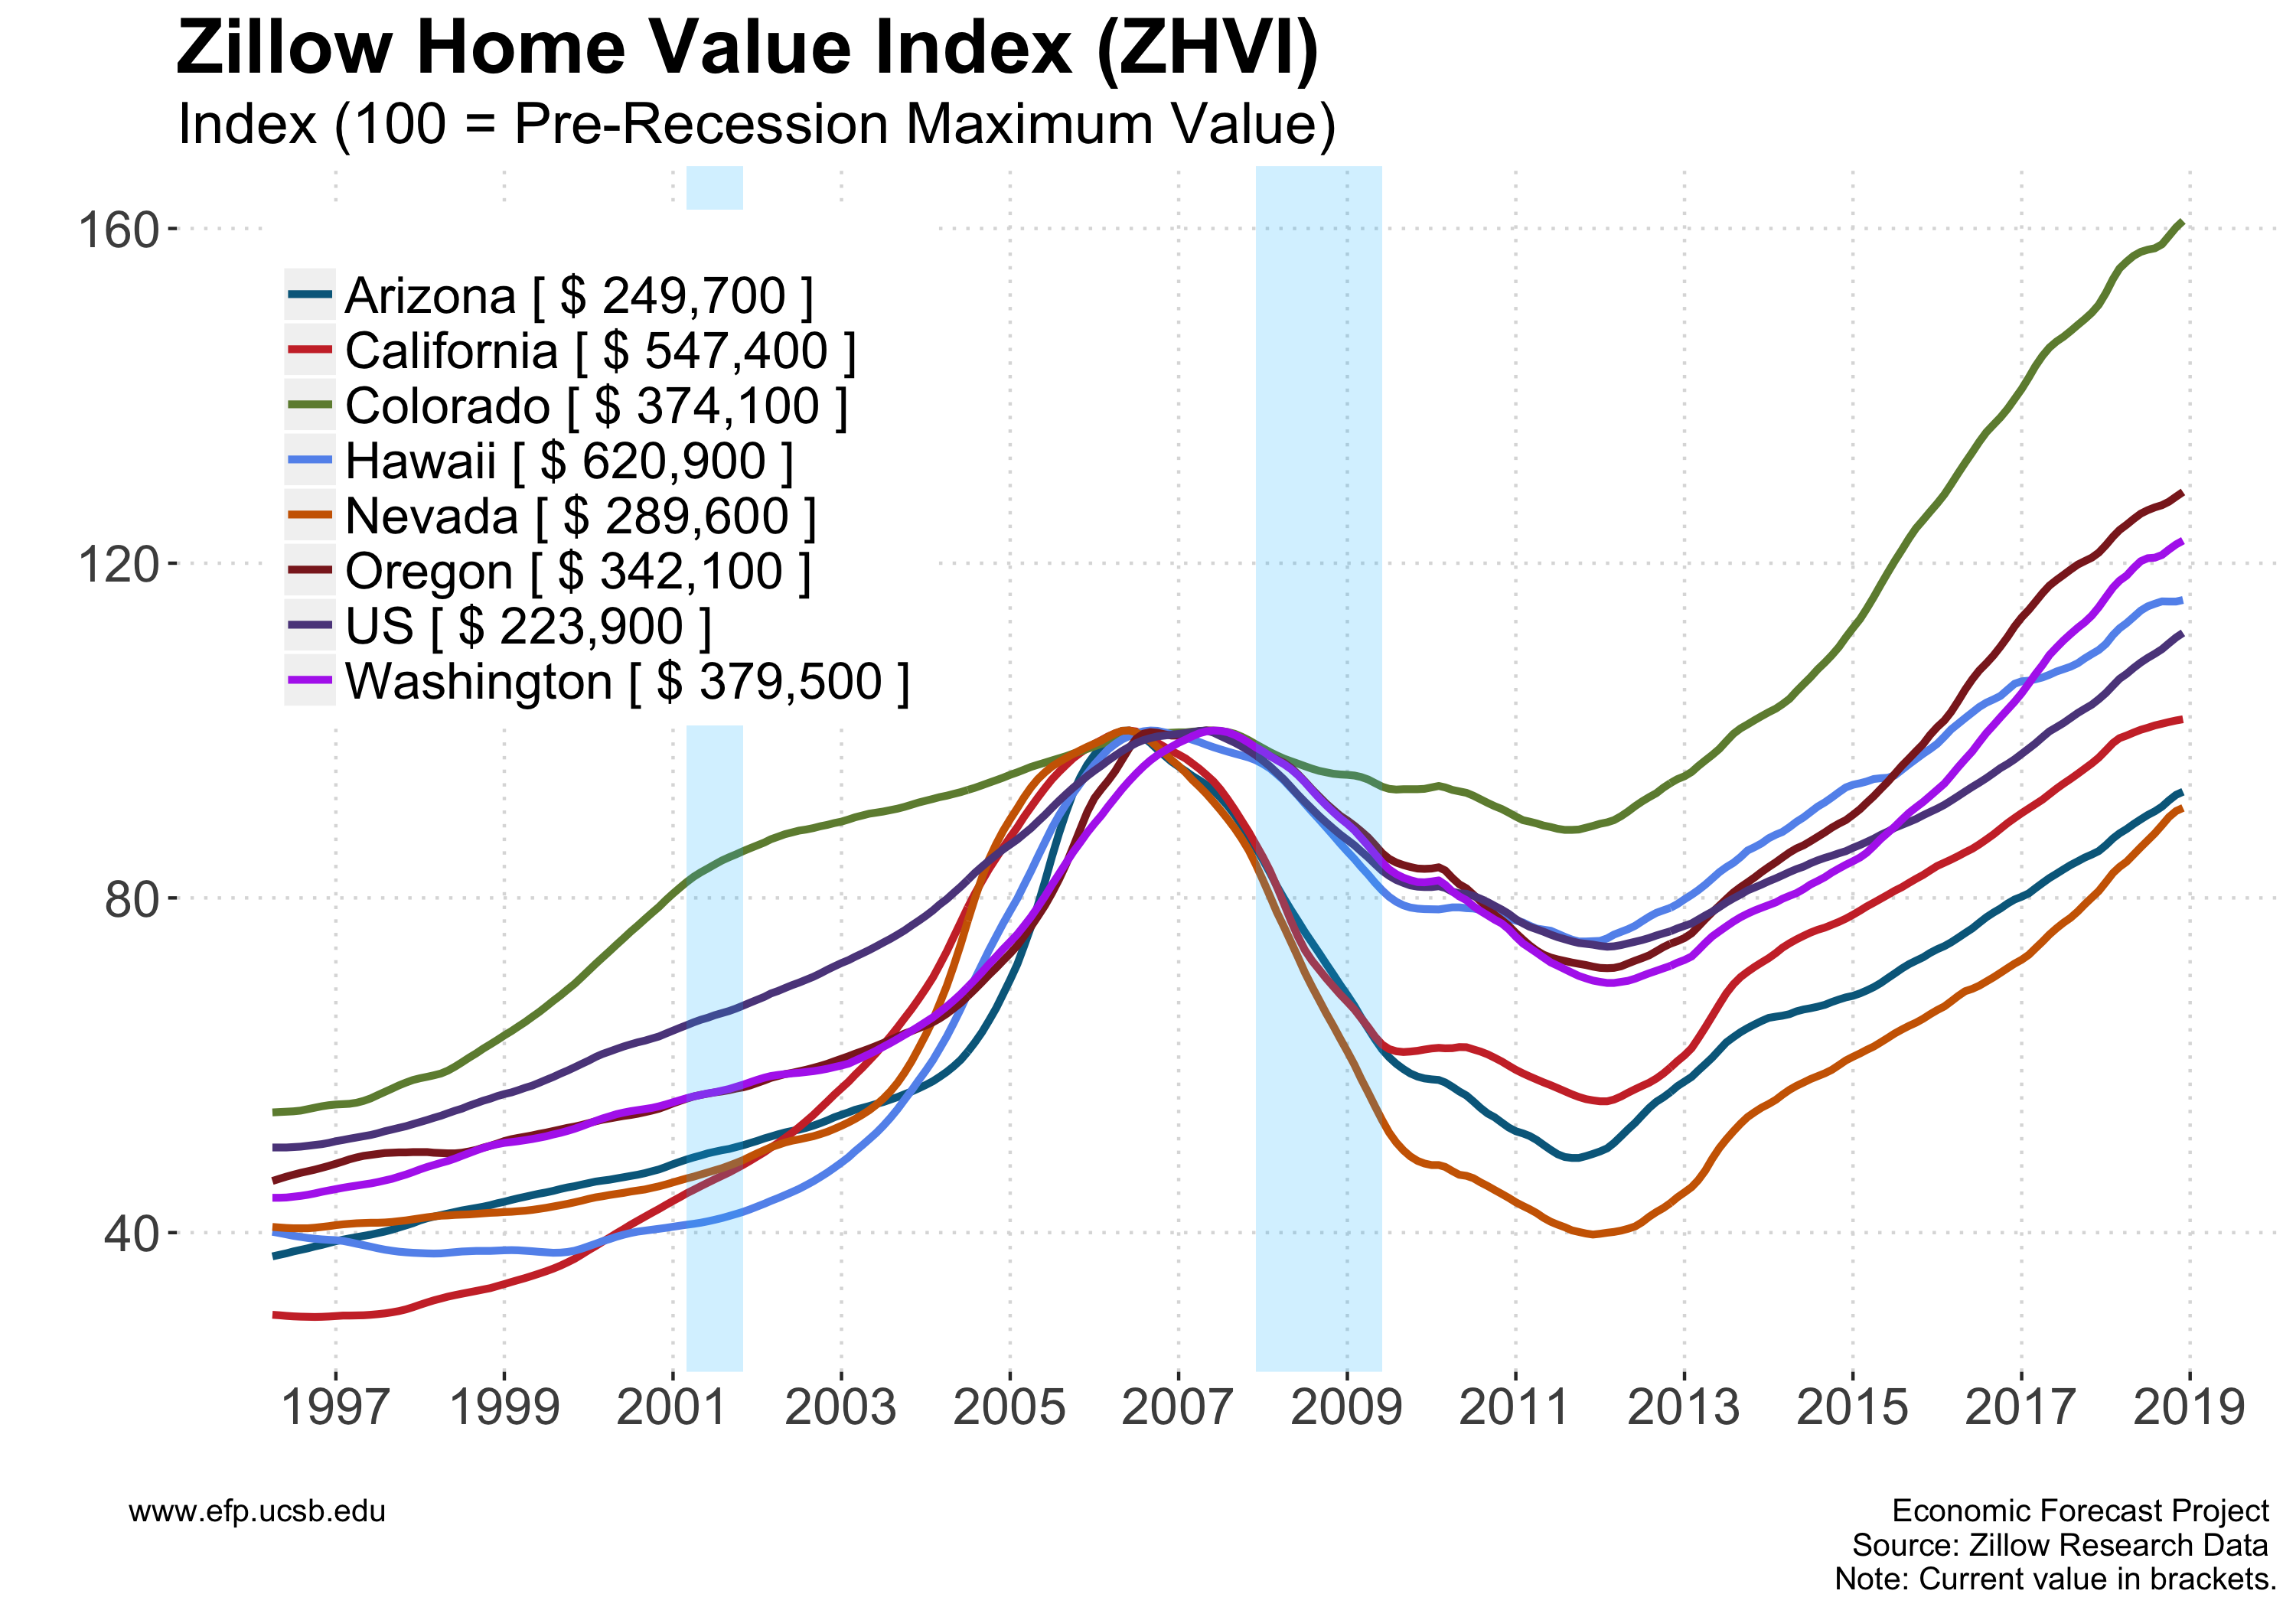 Zillow Home Value Index (ZHVI)
Index (100 = Pre-Recession Maximum Value)
160
120
80
40
Arizona [ $ 249,700 ]
California [ $ 547,400 ]
Colorado [ $ 374,100 ]
Hawaii [ $ 620,900 ]
Nevada [ $ 289,600 ]
Oregon [ $ 342,100 ]
US [ $ 223,900 ]
Washington [ $ 379,500 ]
1997 1999 2001 2003 2005 2007 2009 2011 2013 2015 2017 2019
www.efp.ucsb.edu
Economic Forecast Project
Source: Zillow Research Data
Note: Current value in brackets.